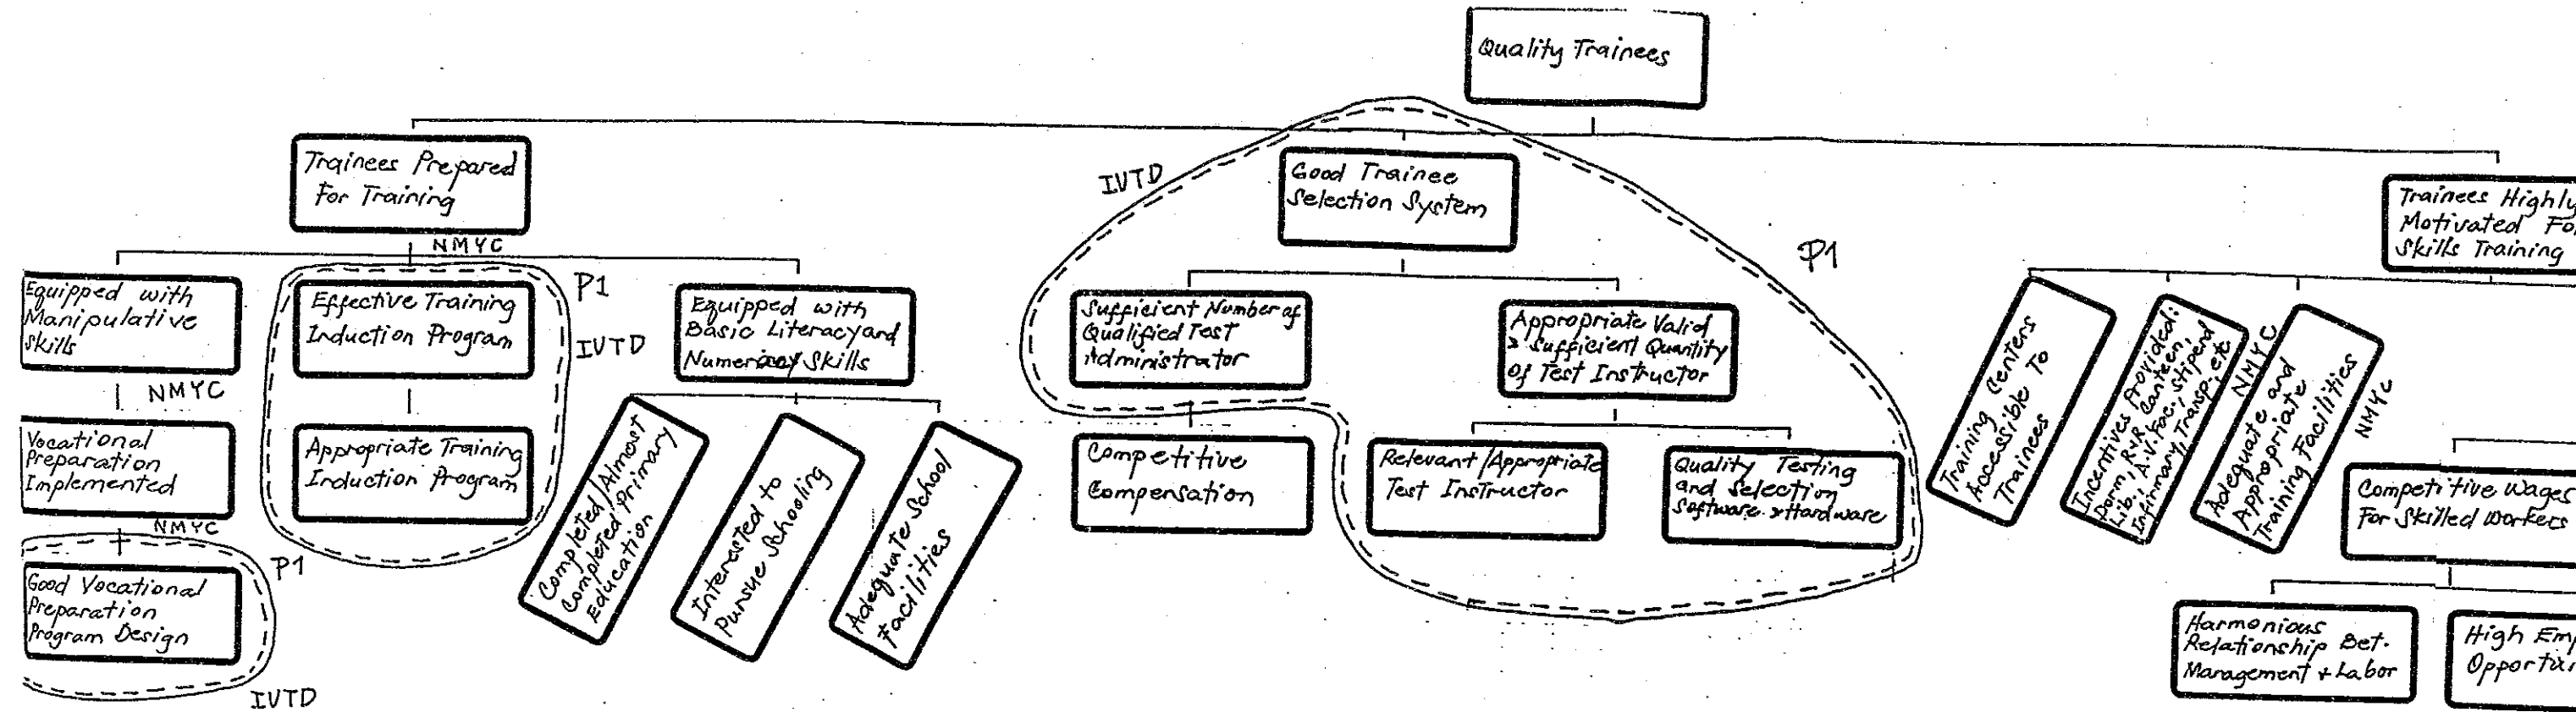 Quality Trainees
Trainees Prepared
For Training
IVTD
Good Trainee
Selection System
P1
Trainees Highly
Motivated For
Skills Training
NMYC
Equipped with
Manipulative
Skills
NMYC
Vocational
Preparation
Implemented
NMYC
P1
Good Vocational
Preparation
Program Design
IVTD
Effective Training
Induction Program
P1
IVTD
Appropriate Training
Induction Program
Equipped with
Basic Literacy and
Numeracy Skills
Completed/Almost
Completed Primary
Education
Interested to
Pursue Schooling
Adequate School
Facilities
Sufficient Number of
Qualified Test
Administrator
Competitive
Compensation
Appropriate Valid
& Sufficient Quantity
Of Test Instructor
Relevant/Appropriate
Test Instructor
Quality Testing
and Selection
Software & Hardware
Training Centers
Accessible To
Trainees
Incentives Provided:
Dorm, R+R, Canteen,
Lib., A.V. Fac., Stipend
Infirmary, Transp., etc
NMYC
Adequate and
Appropriate
Training Facilities
NMYC
Competitive Wages
For Skilled Workers
Harmonious
Relationship Bet.
Management + Labor
High Emp